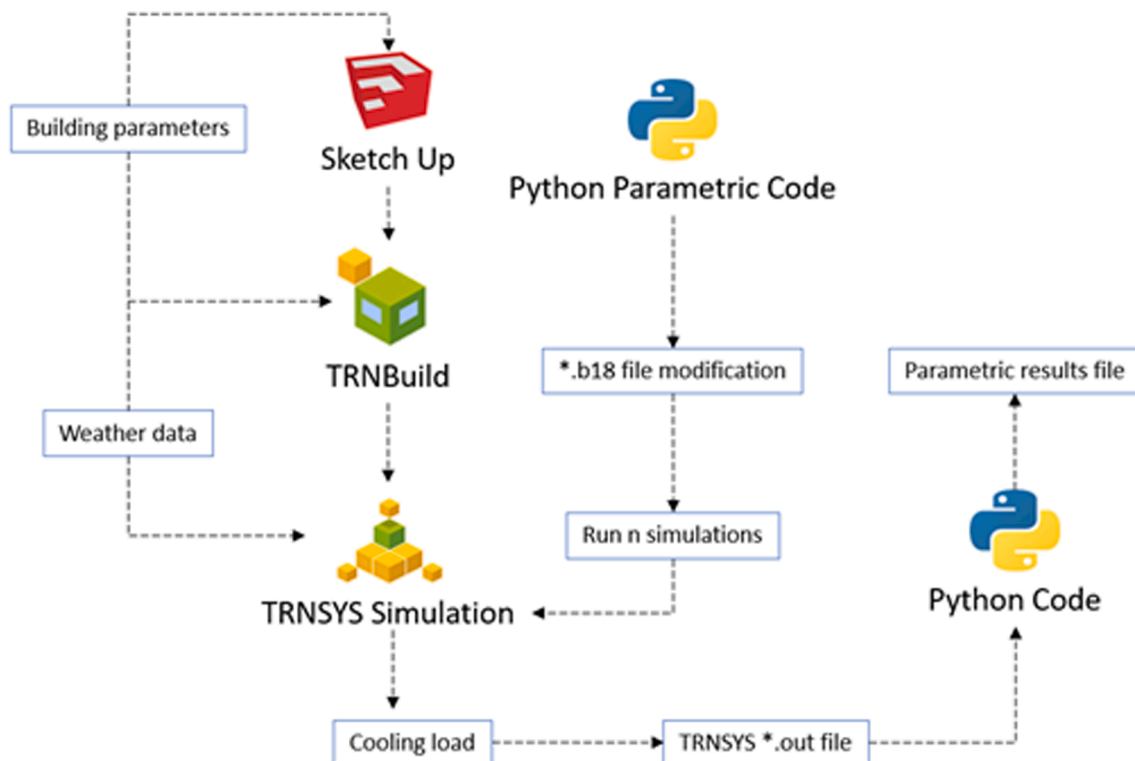 Building parameters
Sketch Up
Python Parametric Code
TRNBuild
*.b18 file modification
Parametric results file
Weather data
Run n simulations
TRNSYS Simulation
Python Code
Cooling load
TRNSYS *.out file